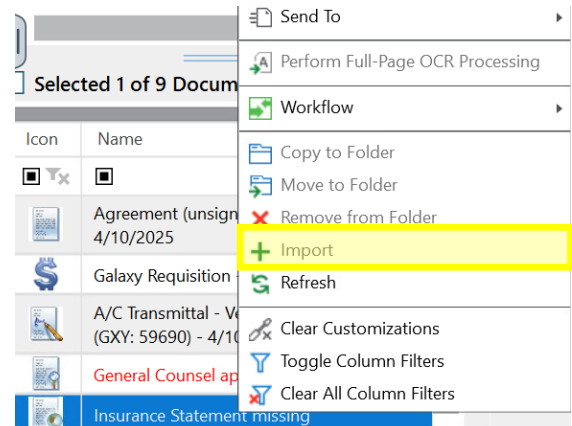 Send To
Perform Full-Page OCR Processing
Selected 1 of 9 Docum
Workflow
Icon Name
Copy to Folder
Move to Folder
Remove from Folder
Agreement (unsign
4/10/2025
Import
Galaxy Requisition
Refresh
A/C Transmittal - Ve
(GXY: 59690) - 4/10
Clear Customizations
Toggle Column Filters
General Counsel ap
Clear All Column Filters
Insurance Statement missing